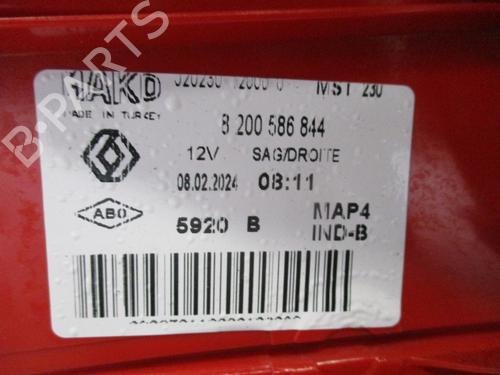 HAKD
MST 230
MADE IN TURKEY
8 200 586 844
12V SAG/DROITE
08.02.2024 08:11
ABO
5920 B MAP4
IND-B
B-PARTS